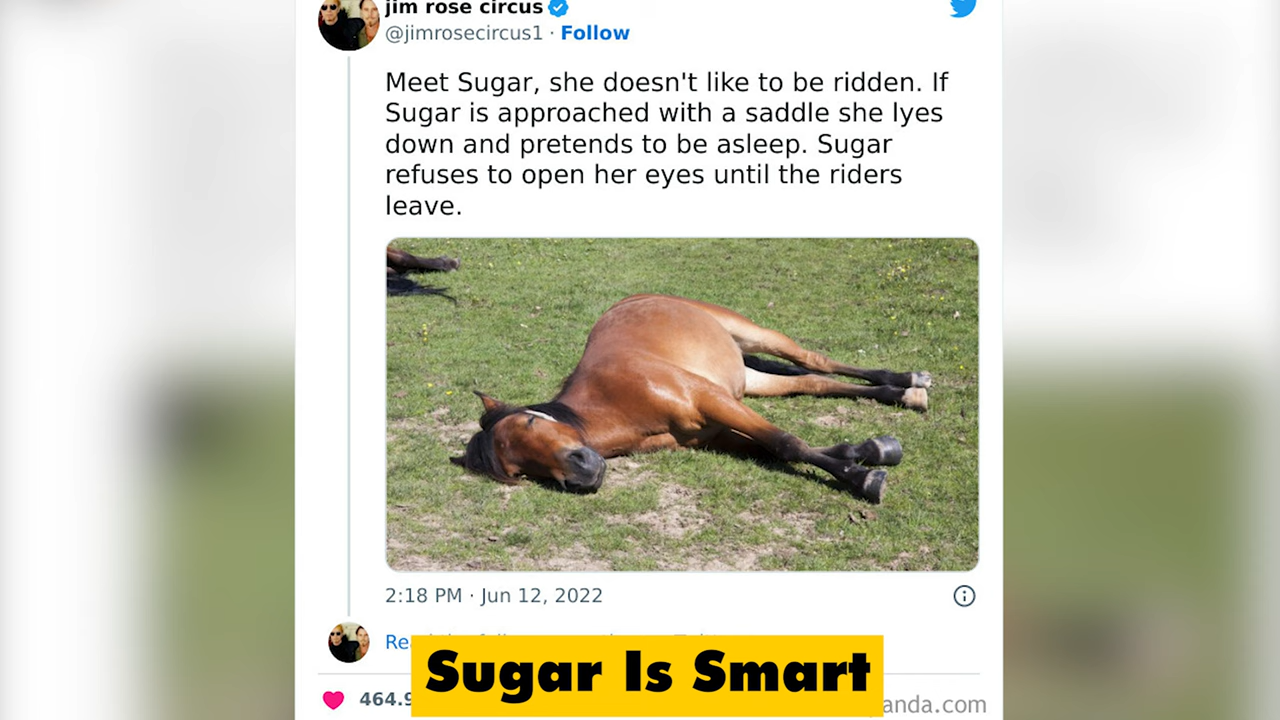 jim rose circus
@jimrosecircus1 · Follow
Meet Sugar, she doesn't like to be ridden. If
Sugar is approached with a saddle she lyes
down and pretends to be asleep. Sugar
refuses to open her eyes until the riders
leave.
2:18 PM · Jun 12, 2022
Sugar Is Smart
464.9
anda.com